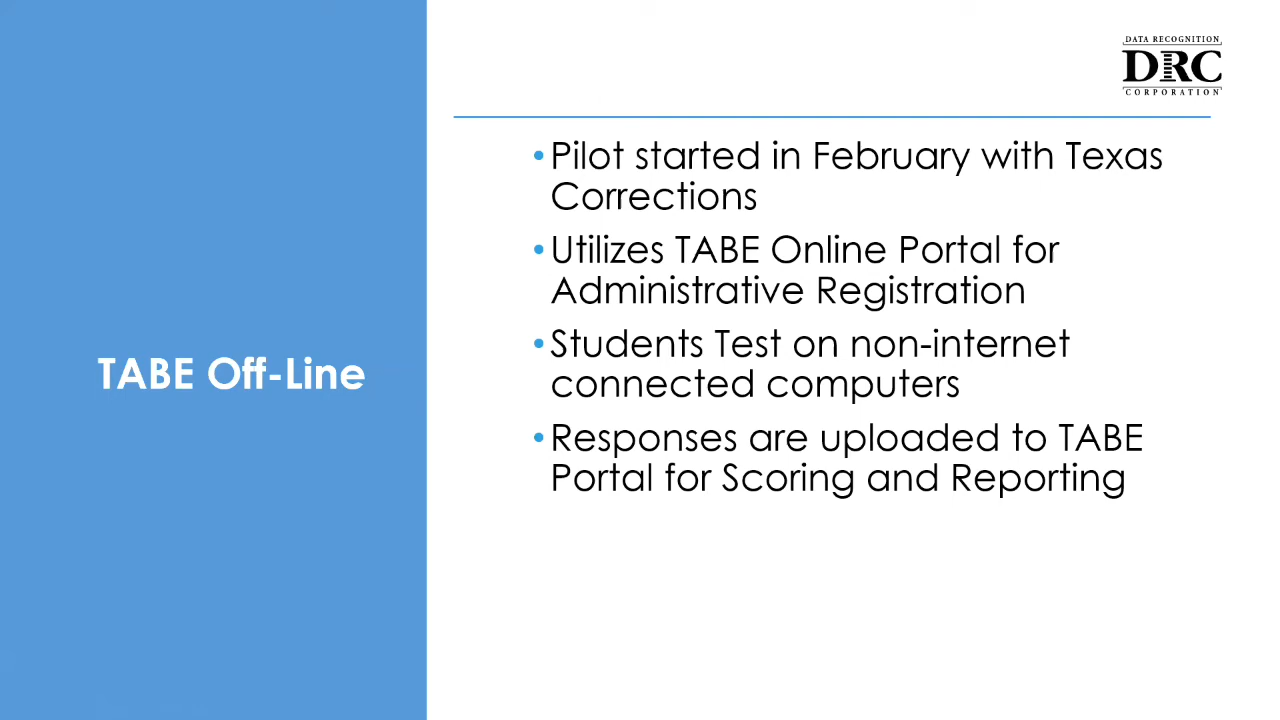 DATA RECOGNITION
DRC
CORPORATION
TABE Off-Line
•Pilot started in February with Texas
Corrections
•Utilizes TABE Online Portal for
Administrative Registration
•Students Test on non-internet
connected computers
•Responses are uploaded to TABE
Portal for Scoring and Reporting